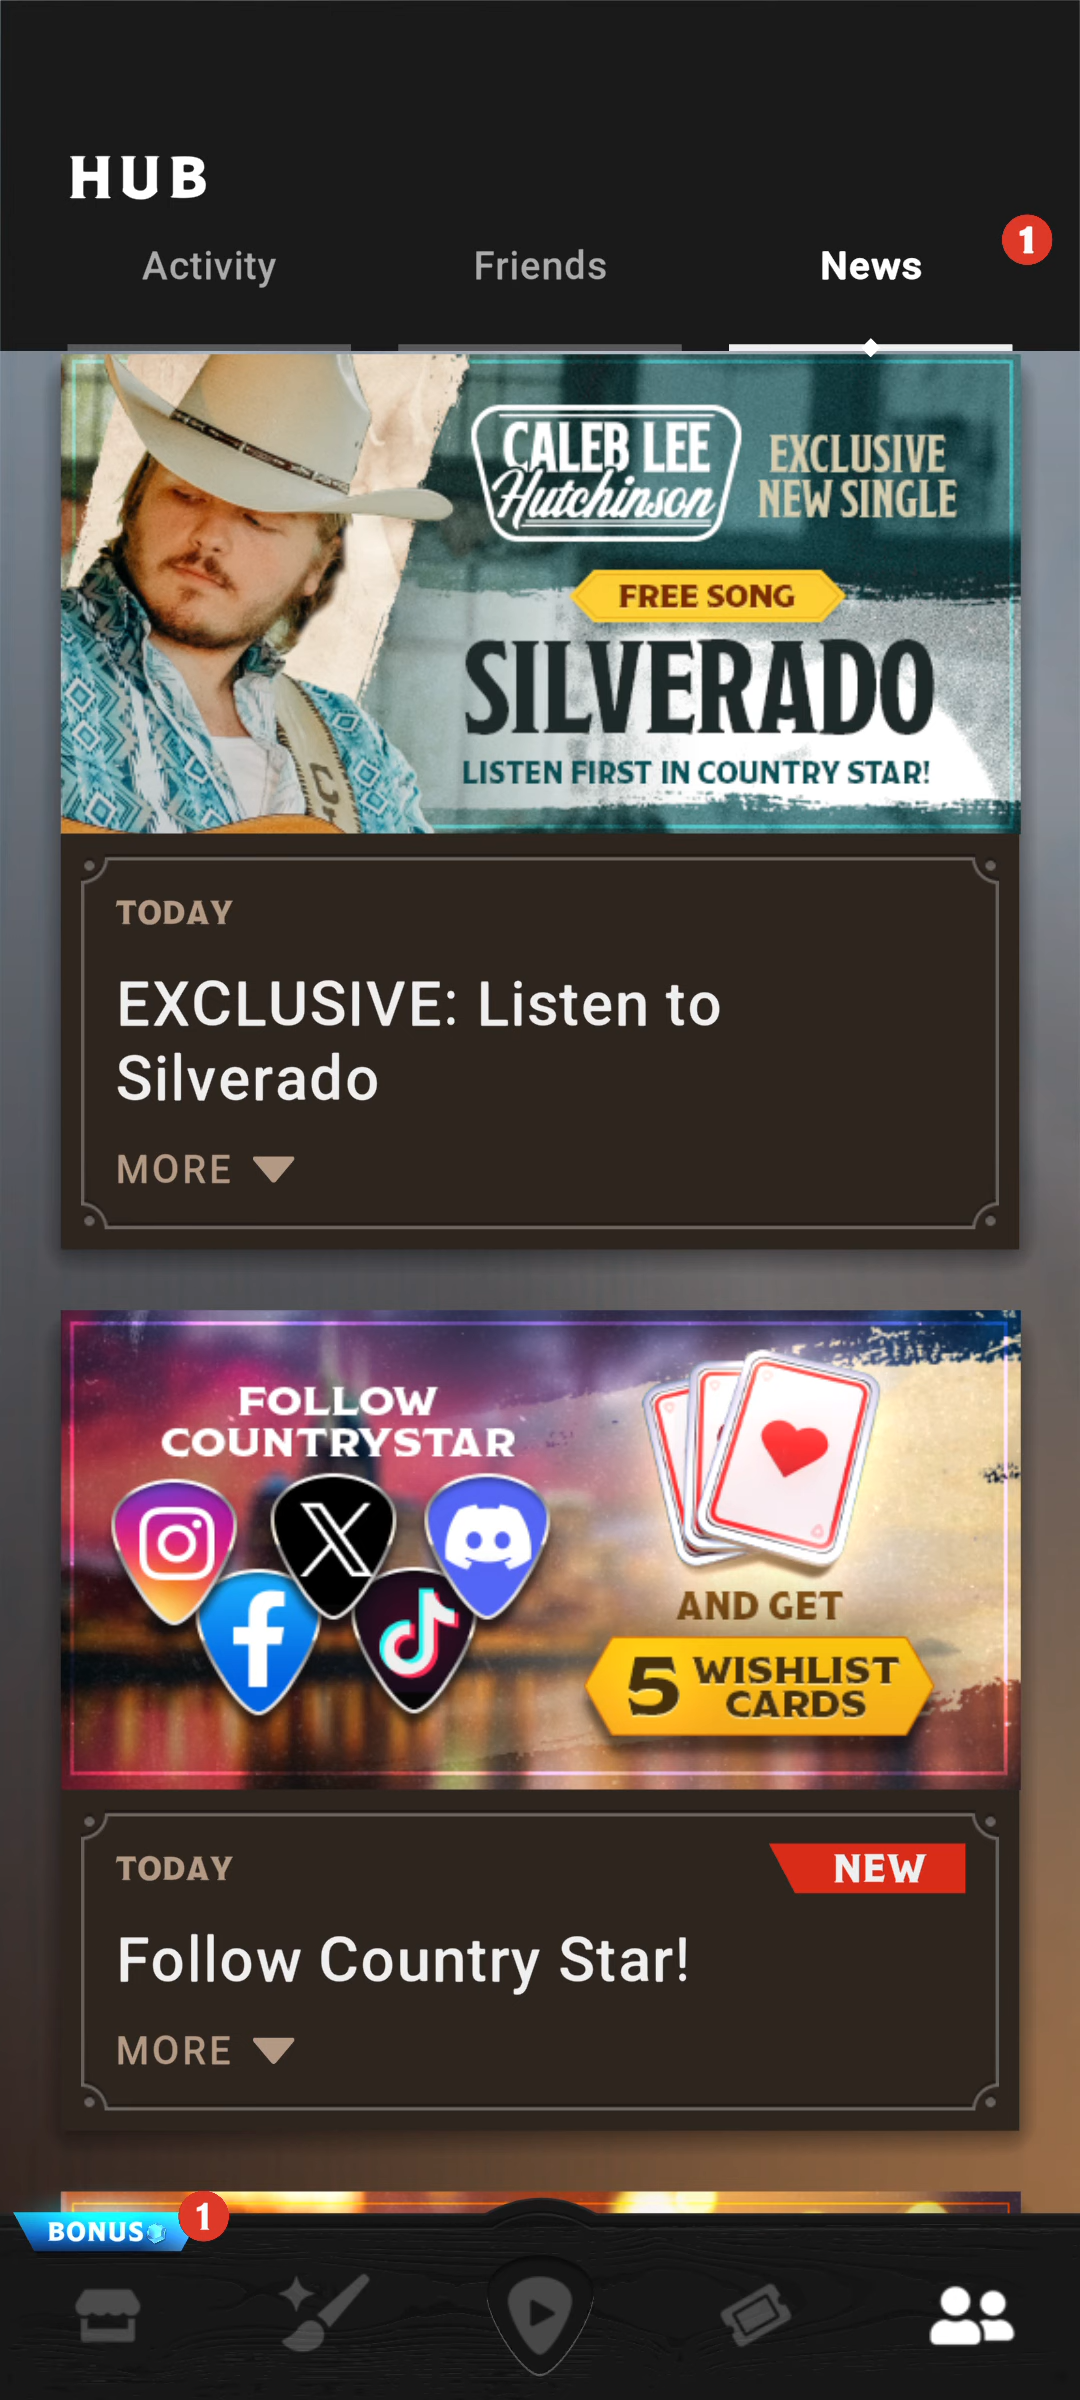 HUB
Activity
Friends
News
1
CALEB LEE
Hutchinson
EXCLUSIVE
NEW SINGLE
FREE SONG
SILVERADO
LISTEN FIRST IN COUNTRY STAR!
TODAY
EXCLUSIVE: Listen to
Silverado
MORE
FOLLOW
COUNTRYSTAR
AND GET
5 WISHLIST
CARDS
TODAY
NEW
Follow Country Star!
MORE
BONUS
1